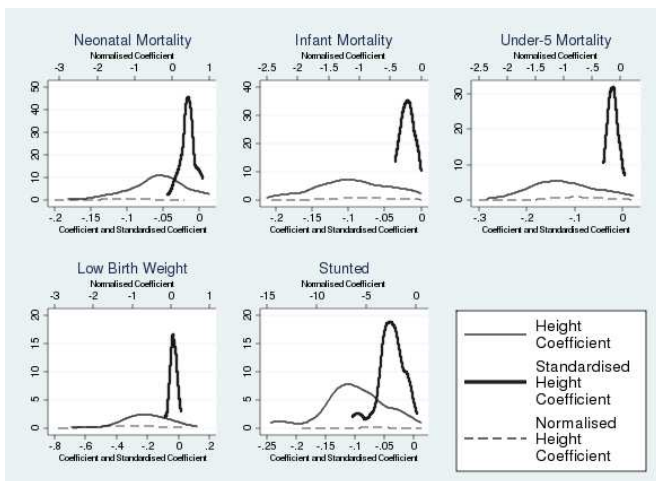 Neonatal Mortality
Normalised Coefficient
-3 -2 -1 0 1
50
40
30
20
10
0
-.2 -.15 -.1 -.05 0
Coefficient and Standardised Coefficient
Infant Mortality
Normalised Coefficient
-2.5 -2 -1.5 -1 -.5 0
40
30
20
10
0
-.2 -.15 -.1 -.05 0
Coefficient and Standardised Coefficient
Under-5 Mortality
Normalised Coefficient
-2.5 -2 -1.5 -1 -.5 0 .5
30
20
10
0
-.3 -.2 -.1 0
Coefficient and Standardised Coefficient
Low Birth Weight
Normalised Coefficient
-3 -2 -1 0 1
20
15
10
5
0
-.8 -.6 -.4 -.2 0 .2
Coefficient and Standardised Coefficient
Stunted
Normalised Coefficient
-15 -10 -5 0
20
15
10
5
0
-.25 -.2 -.15 -.1 -.05 0
Coefficient and Standardised Coefficient
Height
Coefficient
Standardised
Height
Coefficient
Normalised
Height
Coefficient